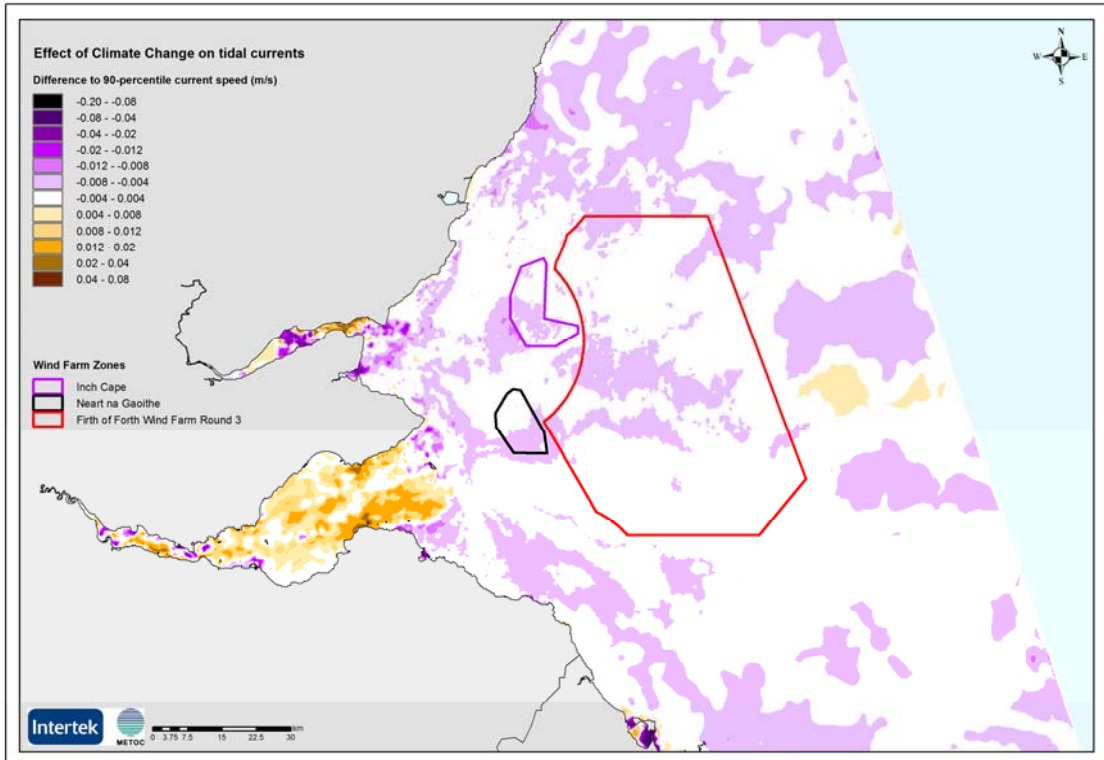 Effect of Climate Change on tidal currents
Difference to 90-percentile current speed (m/s)
-0.20 - -0.08
-0.08 - -0.04
-0.04 - -0.02
-0.02 - -0.012
-0.012 - -0.008
-0.008 - -0.004
-0.004 - 0.004
0.004 - 0.008
0.008 - 0.012
0.012 - 0.02
0.02 - 0.04
0.04 - 0.08
Wind Farm Zones
Inch Cape
Neart na Gaoithe
Firth of Forth Wind Farm Round 3
N
W E
S
Intertek
METOC
km
0 3.75 7.5 15 22.5 30